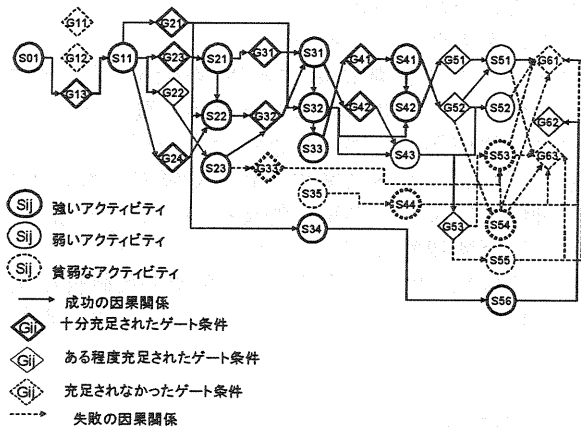 G11
G21
S01
G12
S11
G23
S21
G31
S31
G41
S41
G51
S51
G61
G13
G22
G24
S22
G32
S32
G42
S42
G52
S52
G62
S23
G33
S33
S43
S53
G63
S35
S44
S54
S34
G53
S55
S56
Sij 強いアクティビティ
Sij 弱いアクティビティ
Sij 貧弱なアクティビティ
成功の因果関係
Gij 十分充足されたゲート条件
Gij ある程度充足されたゲート条件
Gij 充足されなかったゲート条件
失敗の因果関係